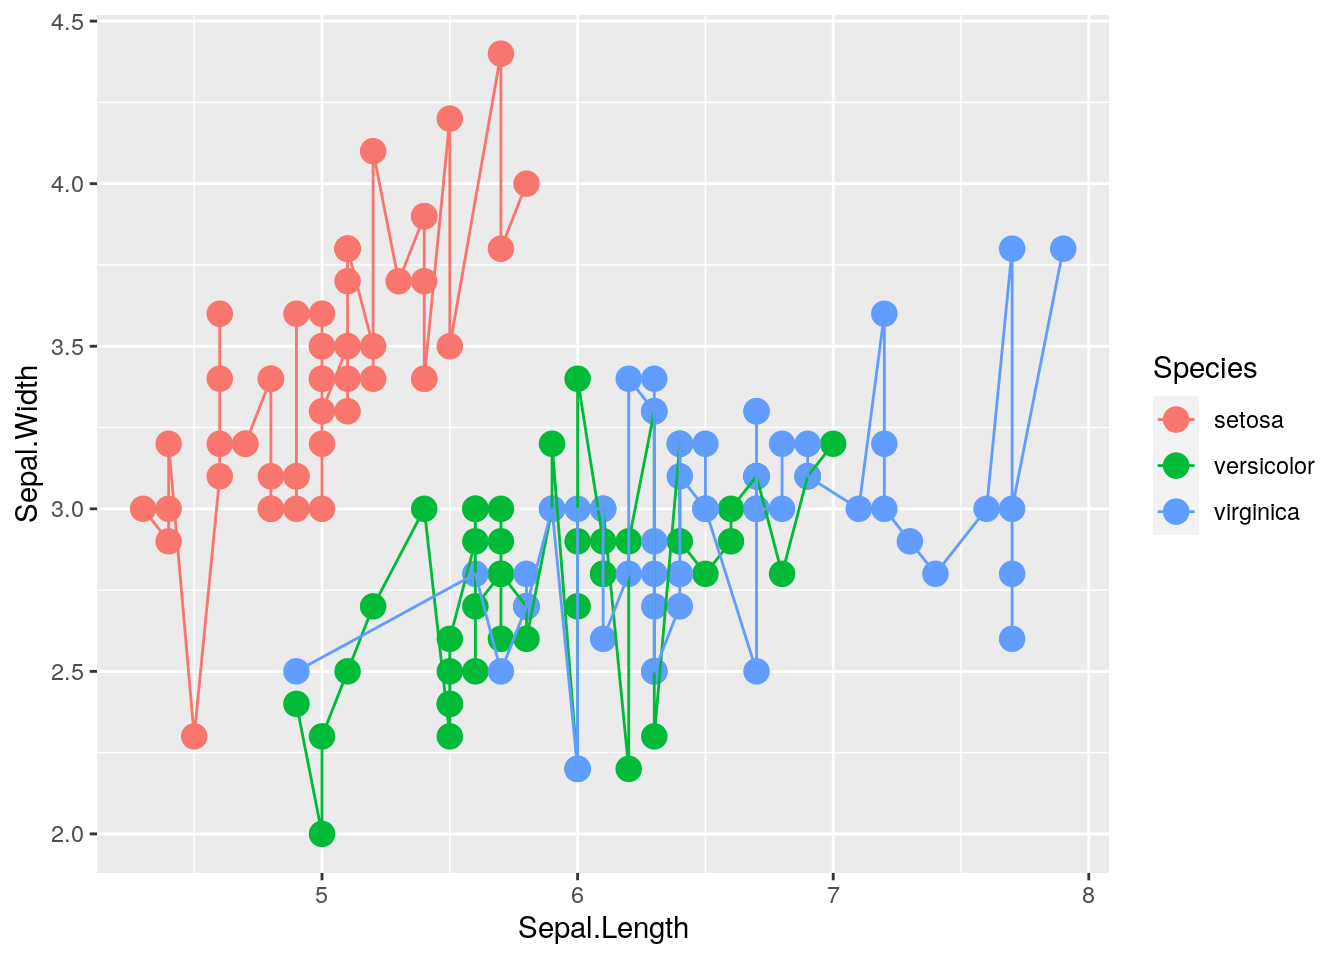 4.5
4.0
3.5
3.0
2.5
2.0
Sepal.Width
5 6 7 8
Sepal.Length
Species
setosa
versicolor
virginica